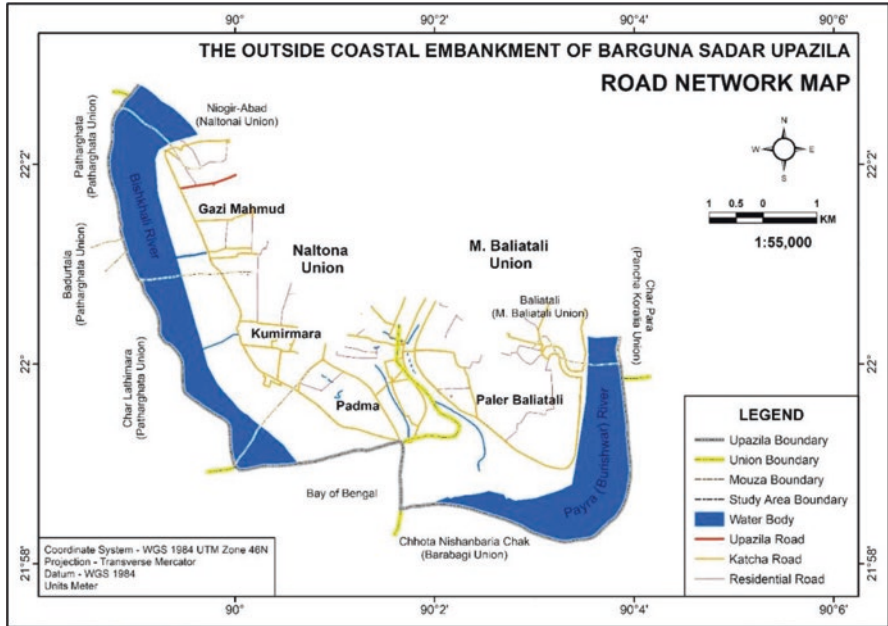 90°
90°2'
90°4'
90°6'
THE OUTSIDE COASTAL EMBANKMENT OF BARGUNA SADAR UPAZILA
ROAD NETWORK MAP
Niogir-Abad
(Naltonai Union)
Patharghata
(Patharghata Union)
N
W
E
S
22°2'
22°2'
Bishkhali River
Gazi Mahmud
1 0.5 0 1
KM
1:55,000
Naltona
Union
M. Baliatali
Union
Badurtala
(Patharghata Union)
Char Para
(Pancha Koralia Union)
Baliatali
(M. Baliatali Union)
Kumirmara
22°
22°
Char Lathimara
(Patharghata Union)
Padma
Paler Baliatali
Payra (Burishwar) River
Bay of Bengal
Chhota Nishanbaria Chak
(Barabagi Union)
LEGEND
Upazila Boundary
Union Boundary
Mouza Boundary
Study Area Boundary
Water Body
Upazila Road
Katcha Road
Residential Road
Coordinate System - WGS 1984 UTM Zone 46N
Projection - Transverse Mercator
Datum - WGS 1984
Units Meter
21°58'
21°58'
90°
90°2'
90°4'
90°6'